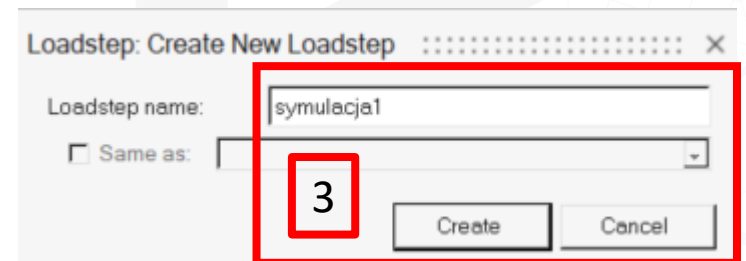 Loadstep: Create New Loadstep
Loadstep name: symulacja1
Same as:
3
Create Cancel